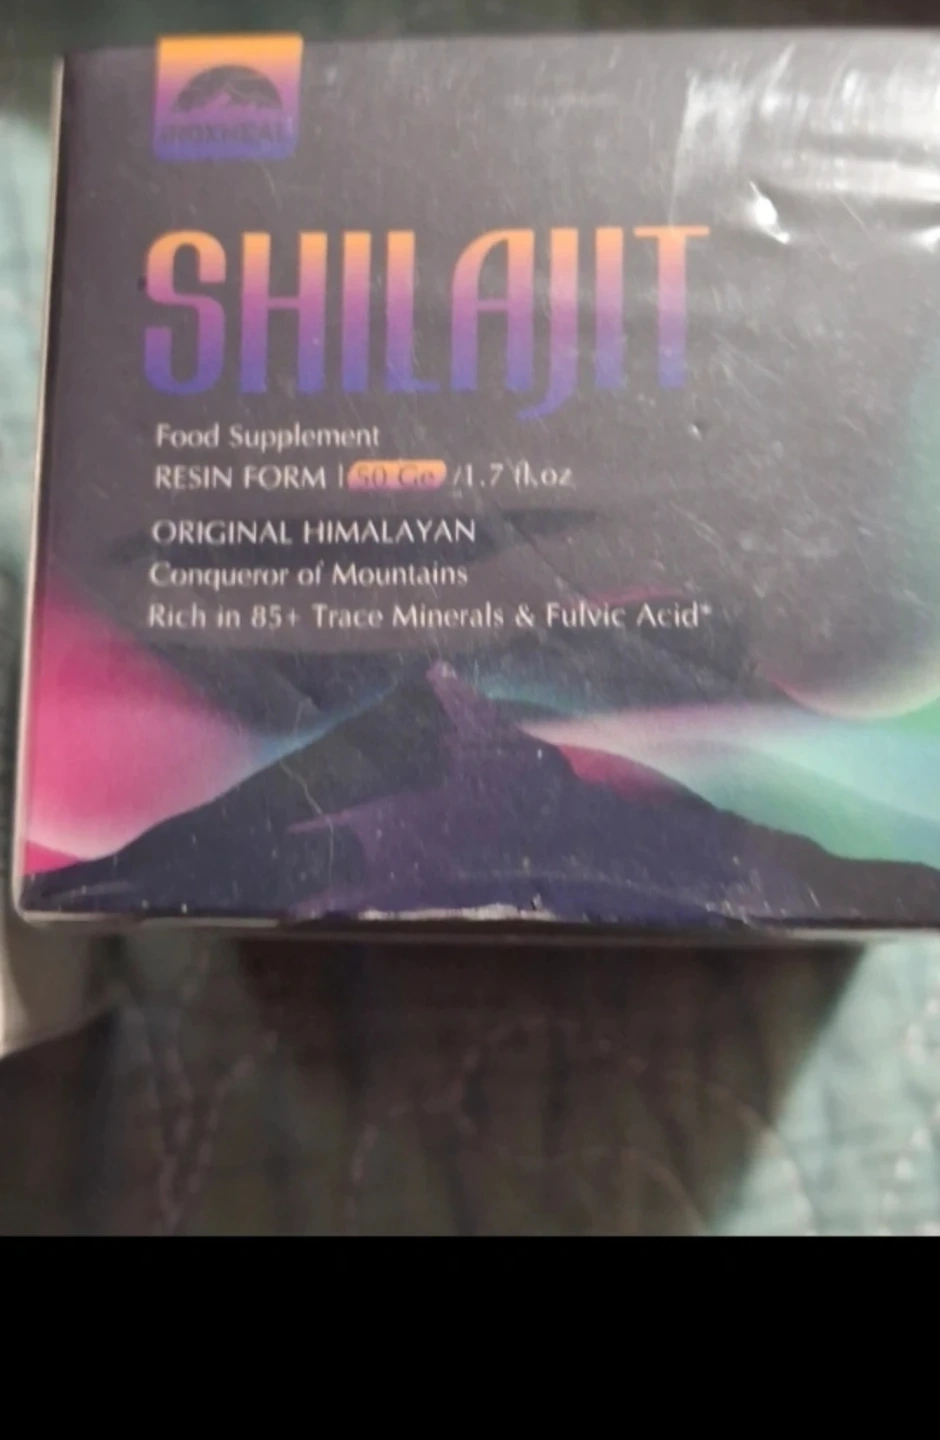 SHILAJIT
Food Supplement
RESIN FORM | 50 Ge /1.7 fl.oz
ORIGINAL HIMALAYAN
Conqueror of Mountains
Rich in 85+ Trace Minerals & Fulvic Acid*